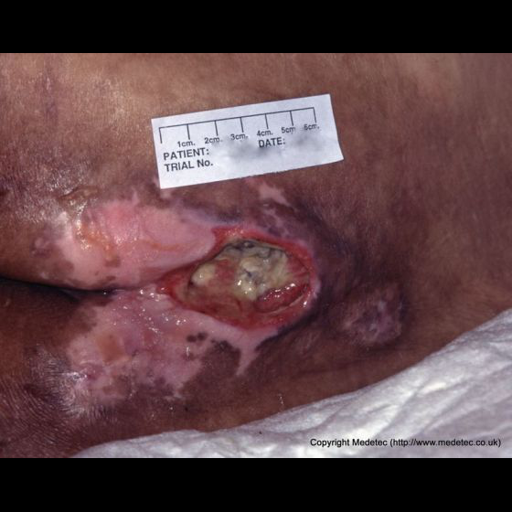 1cm. 2cm. 3cm. 4cm. 5cm 6cm.
PATIENT: DATE:
TRIAL No.
Copyright Medetec (http://www.medetec.co.uk)